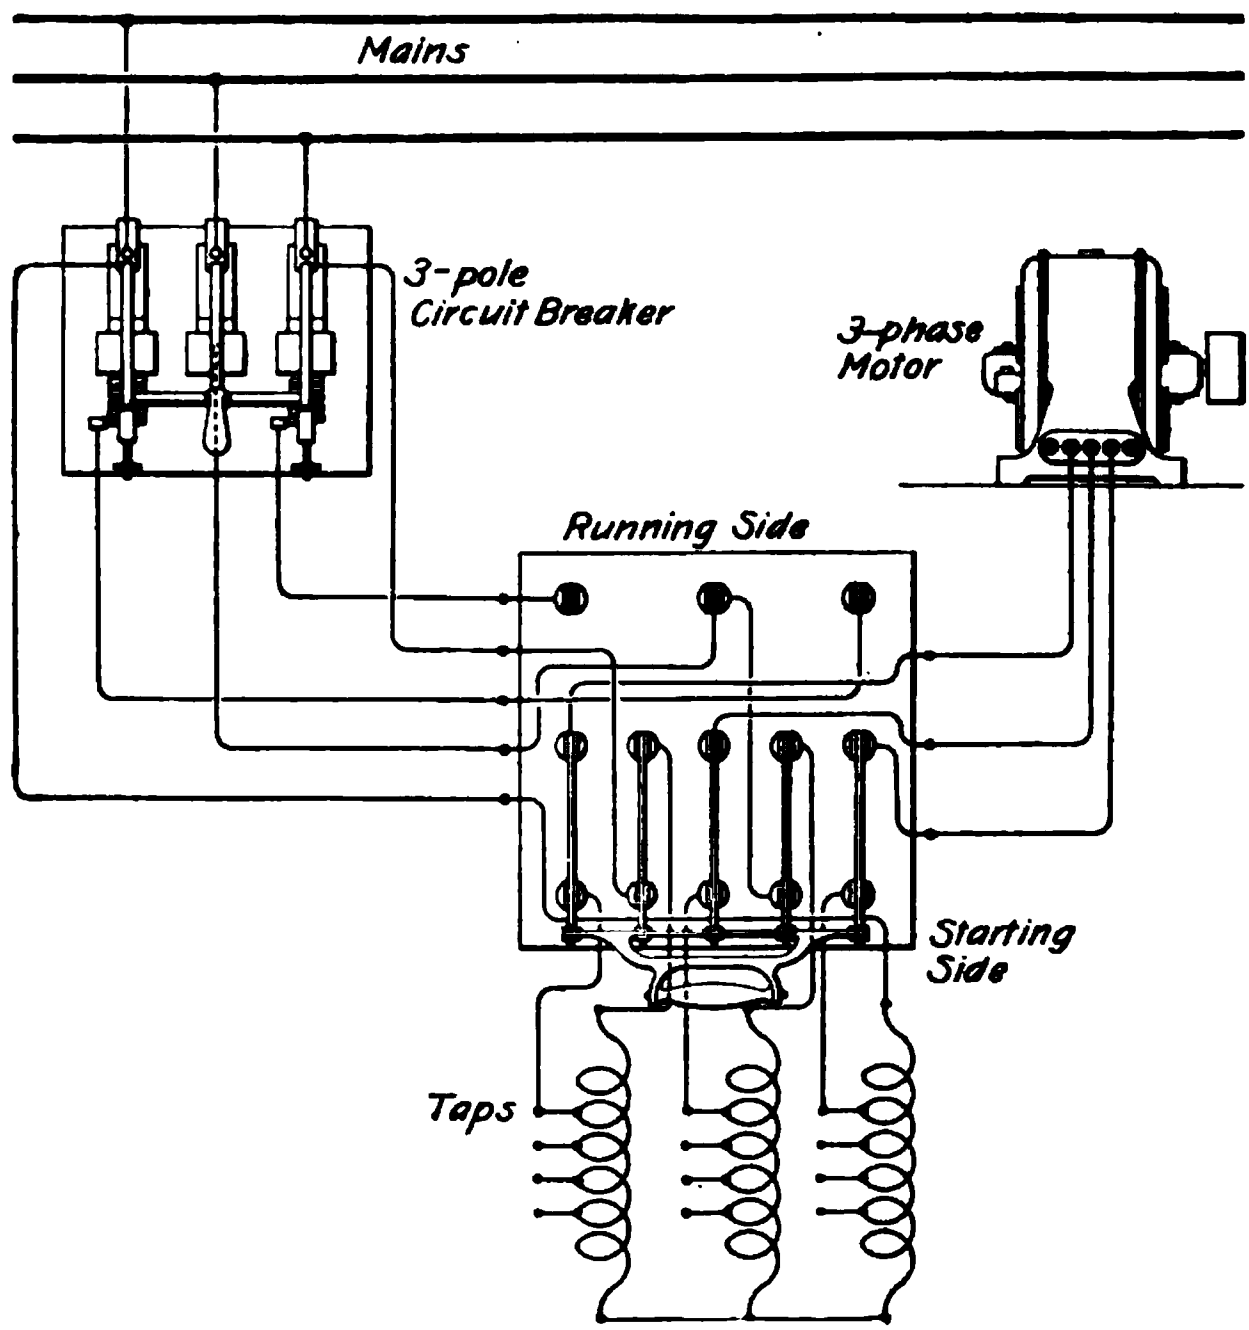 Mains
3-pole
Circuit Breaker
3-phase
Motor
Running Side
Starting
Side
Taps